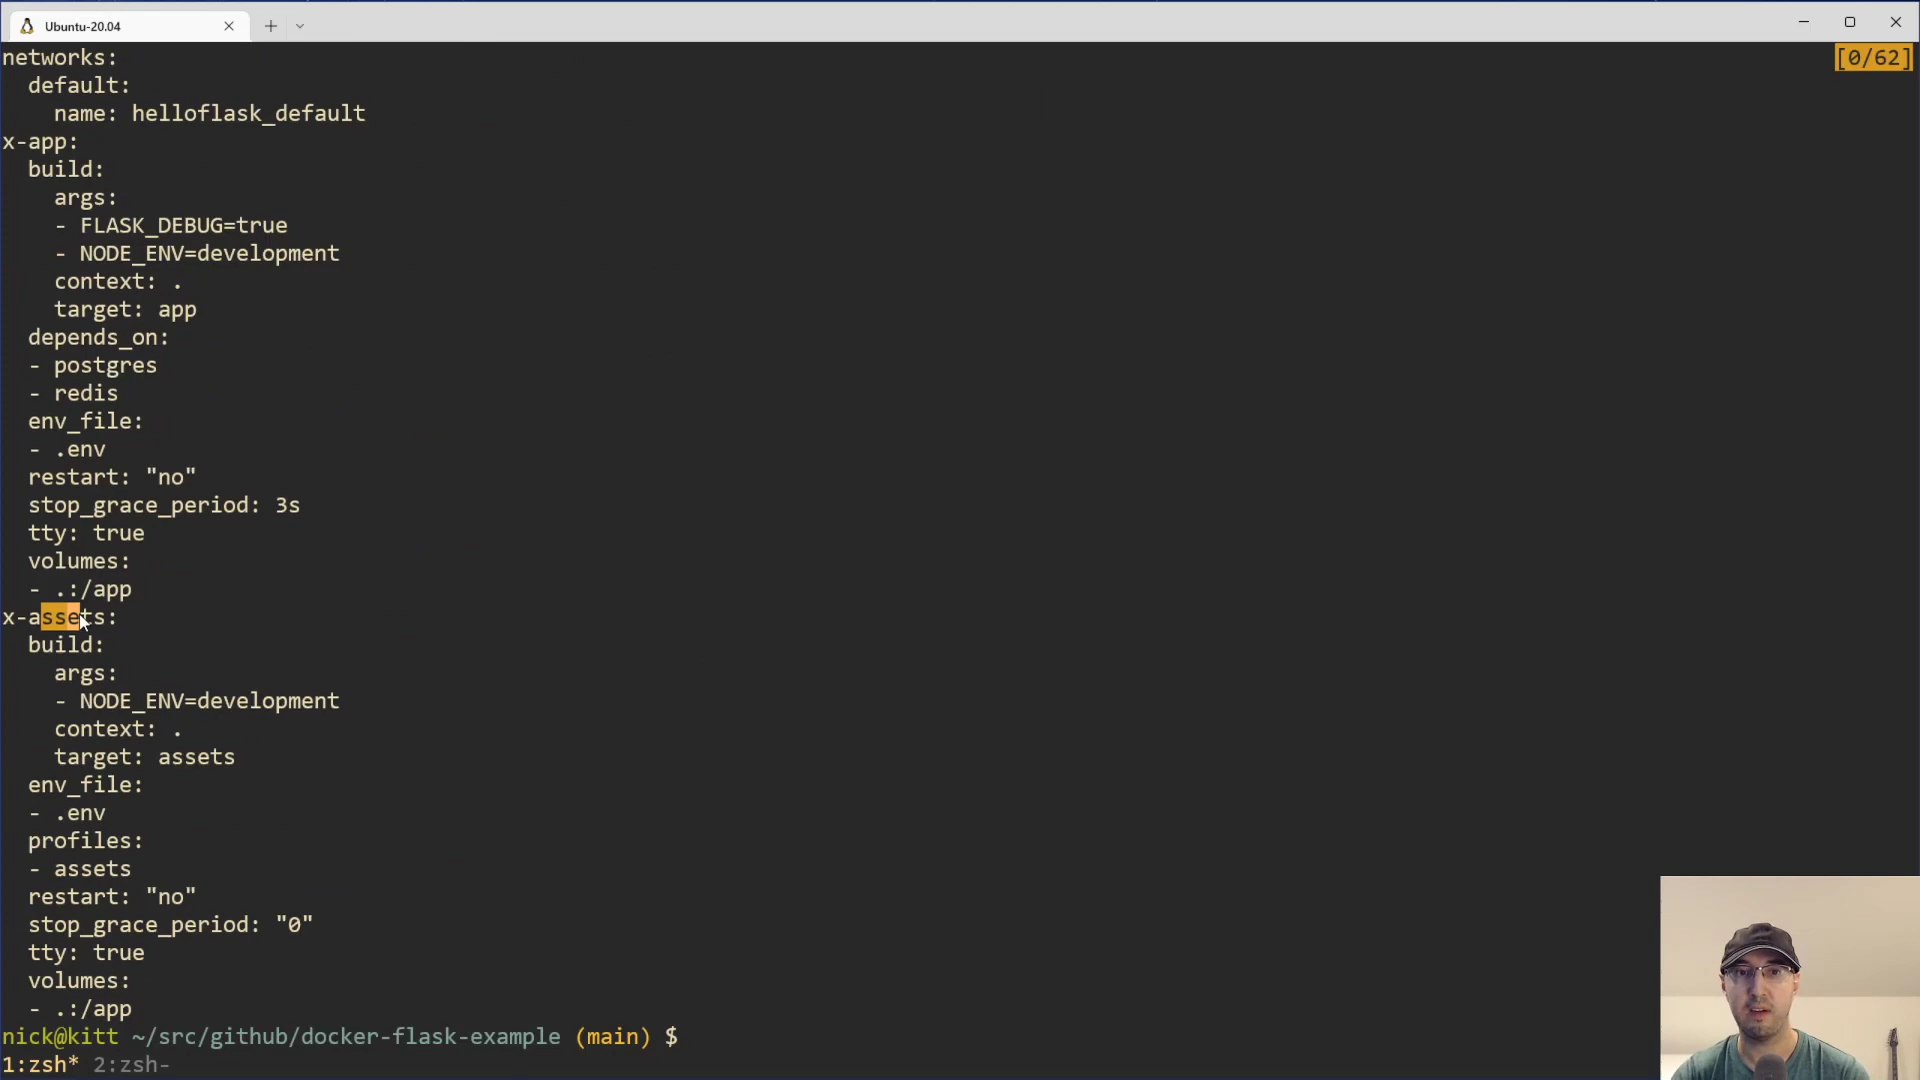 Ubuntu-20.04
networks:
[0/62]
default:
name: helloflask_default
x-app:
build:
args:
- FLASK_DEBUG=true
- NODE_ENV=development
context: .
target: app
depends_on:
- postgres
- redis
env_file:
- .env
restart: "no"
stop_grace_period: 3s
tty: true
volumes:
- .:/app
x-assets:
build:
args:
- NODE_ENV=development
context: .
target: assets
env_file:
- .env
profiles:
- assets
restart: "no"
stop_grace_period: "0"
tty: true
volumes:
- .:/app
nick@kitt ~/src/github/docker-flask-example (main) $
1:zsh* 2:zsh-